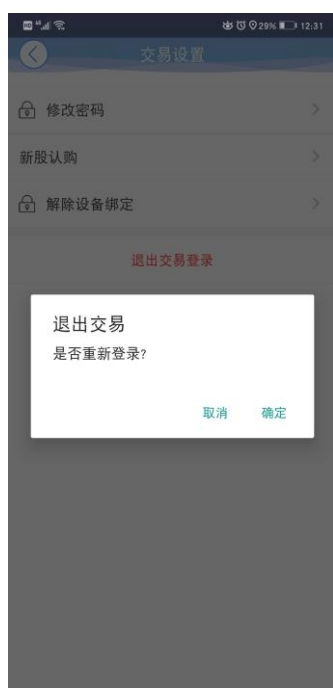 29% 12:31
交易设置
修改密码
新股认购
解除设备绑定
退出交易登录
退出交易
是否重新登录?
取消 确定